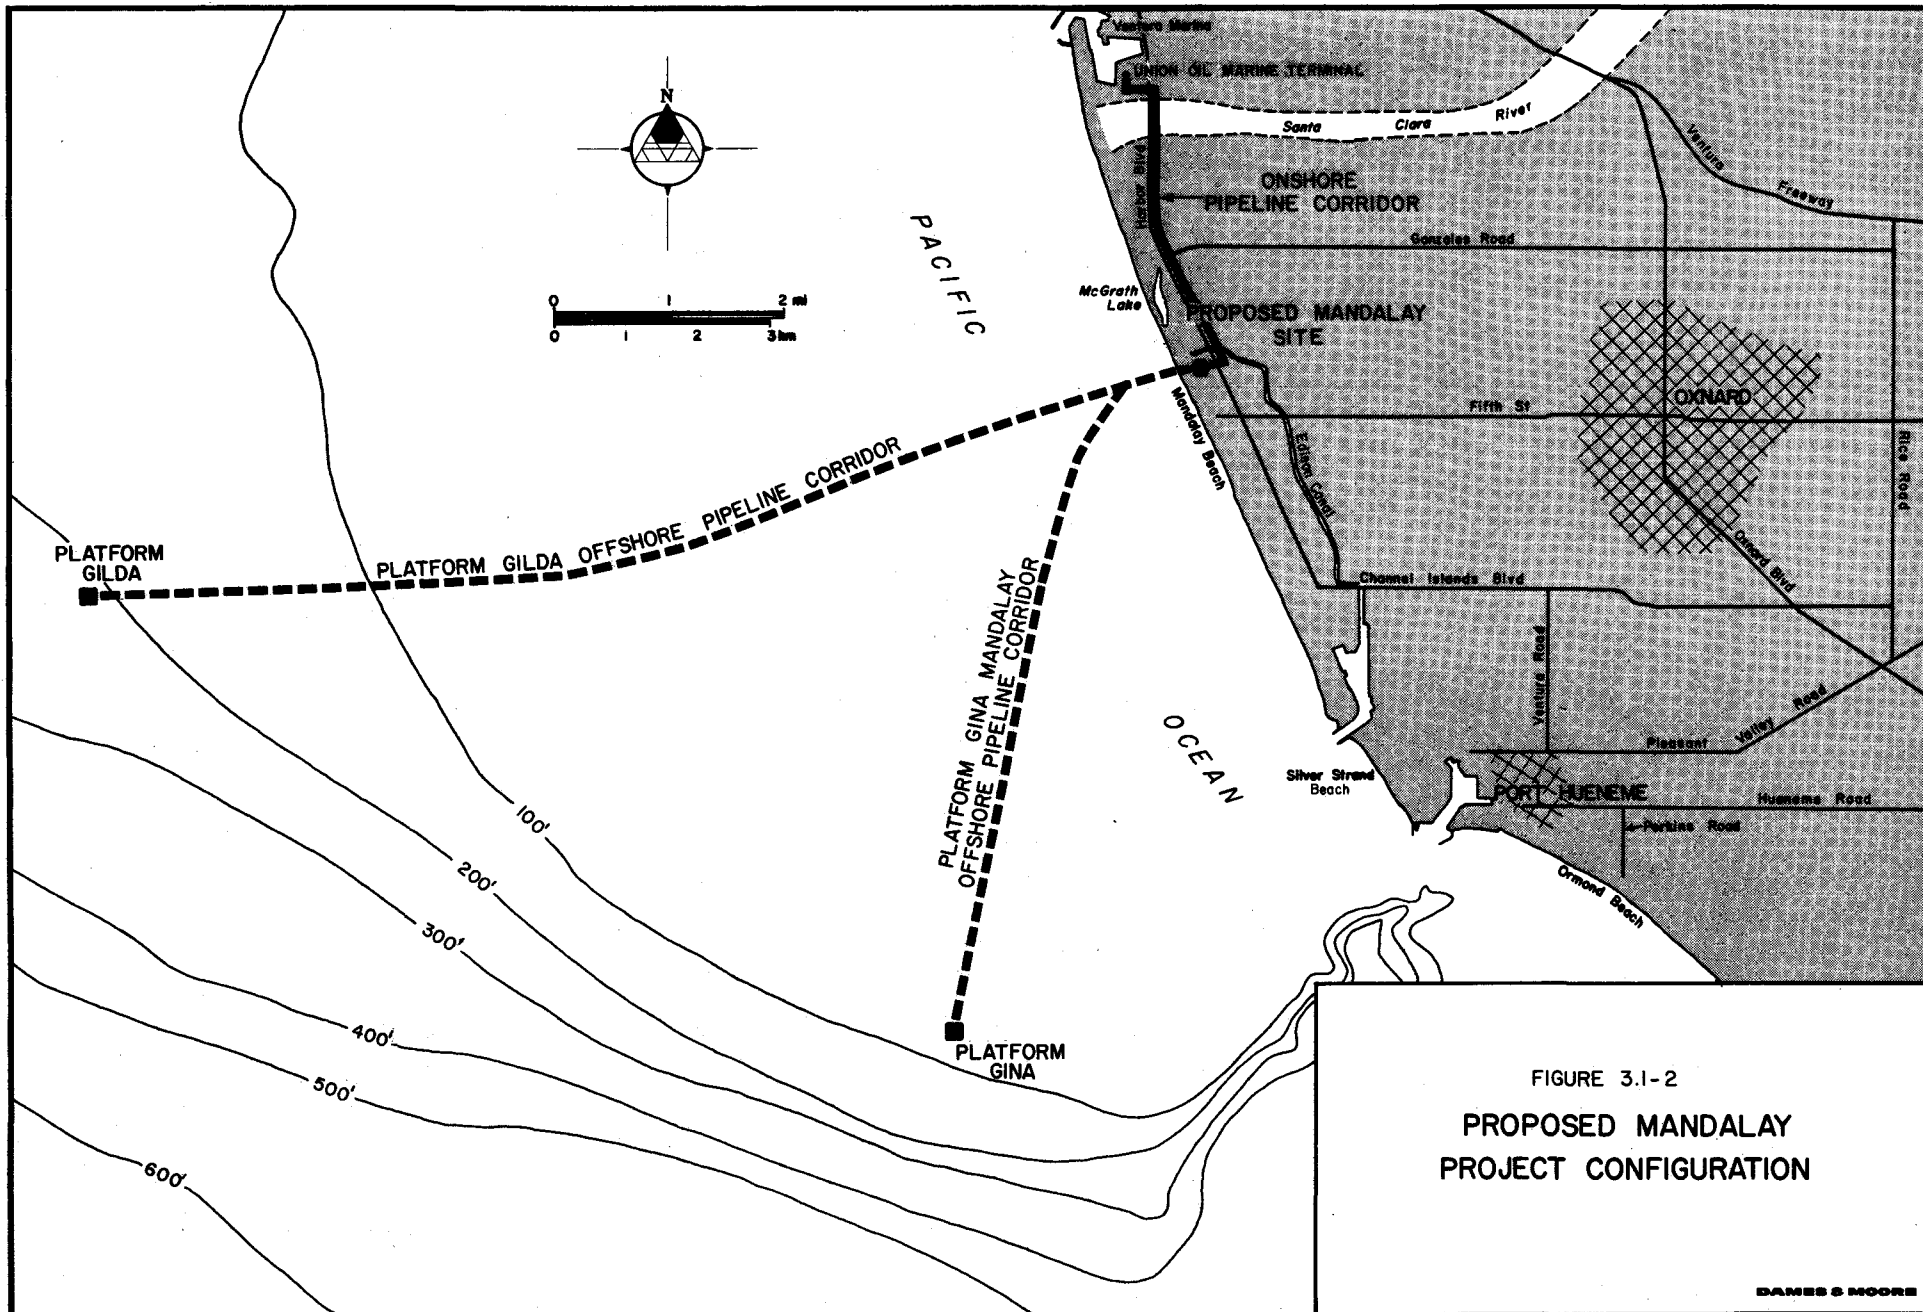 Ventura Marina
UNION OIL MARINE TERMINAL
N
Santa Clara River
Harbor Blvd
Ventura Freeway
ONSHORE
PIPELINE CORRIDOR
PACIFIC
Gonzales Road
McGrath
Lake
0 1 2 mi
0 1 2 3 km
PROPOSED MANDALAY
SITE
Mandalay Beach
Fifth St
OXNARD
Edison Canal
Rice Road
Oxnard Blvd
PLATFORM
GILDA
PLATFORM GILDA OFFSHORE PIPELINE CORRIDOR
PLATFORM GINA MANDALAY
OFFSHORE PIPELINE CORRIDOR
Channel Islands Blvd
Ventura Road
OCEAN
Pleasant Valley Road
Silver Strand
Beach
PORT HUENEME
Hueneme Road
Perkins Road
Ormond Beach
100'
200'
300'
400'
500'
600'
PLATFORM
GINA
FIGURE 3.1-2
PROPOSED MANDALAY
PROJECT CONFIGURATION
DAMES & MOORE